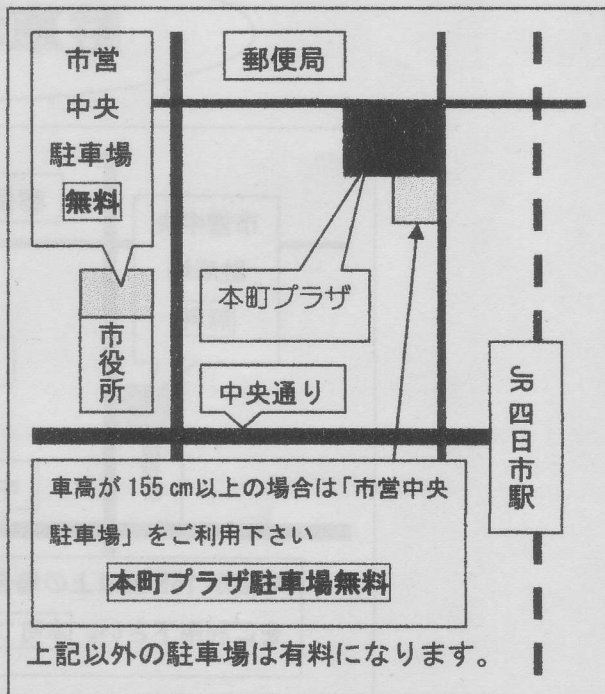 市営
中央
駐車場
無料
郵便局
本町プラザ
市役所
中央通り
JR四日市駅
車高が155cm以上の場合は「市営中央
駐車場」をご利用下さい
本町プラザ駐車場無料
上記以外の駐車場は有料になります。